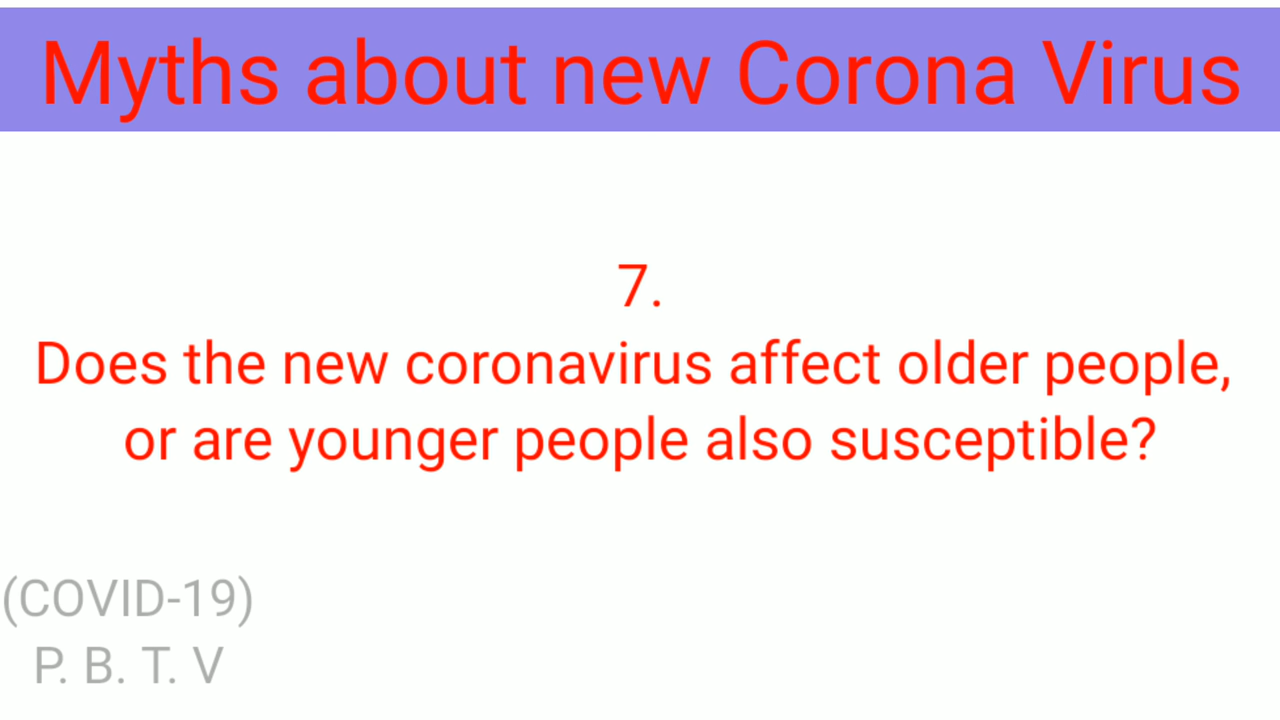 Myths about new Corona Virus
7.
Does the new coronavirus affect older people,
or are younger people also susceptible?
(COVID-19)
P. B. T. V